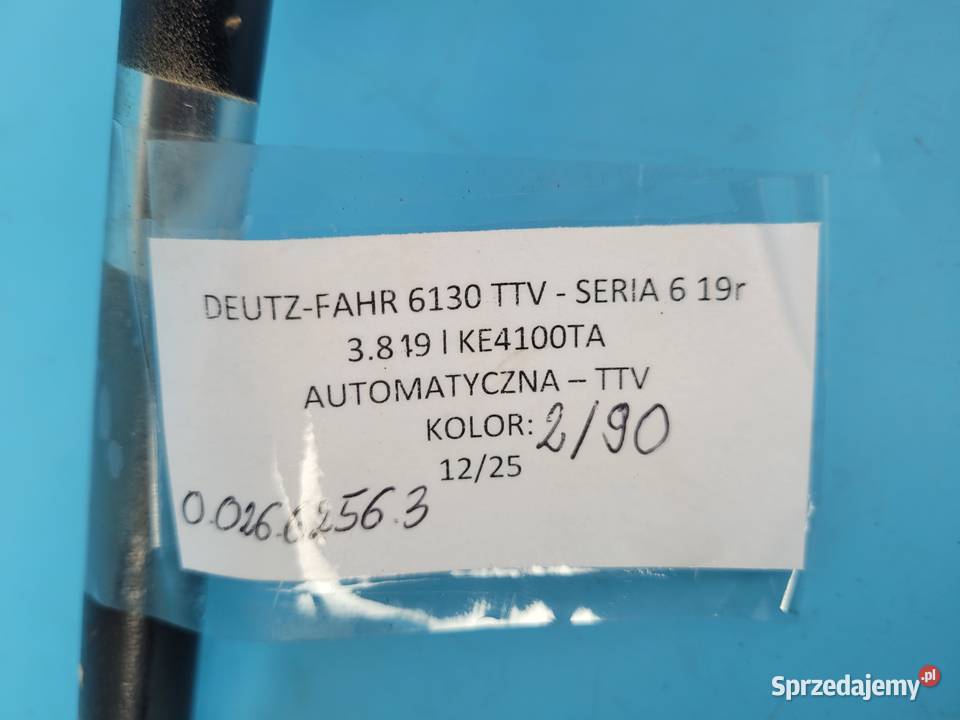 DEUTZ-FAHR 6130 TTV - SERIA 6 19r
3.819 l KE4100TA
AUTOMATYCZNA – TTV
KOLOR: 2/90
12/25
0.026.6256.3
Sprzedajemy.pl